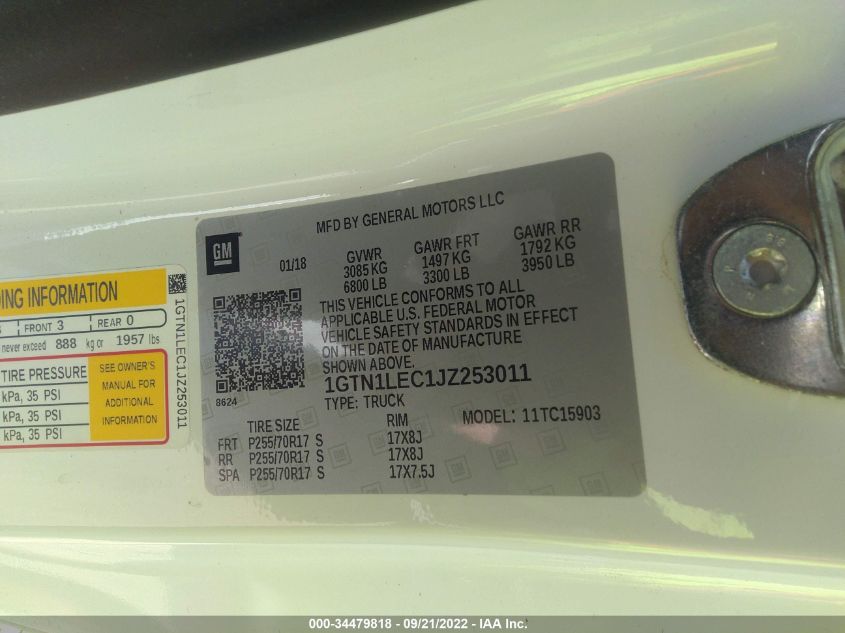 DING INFORMATION
FRONT 3 REAR 0
never exceed 888 kg or 1957 lbs
TIRE PRESSURE
kPa, 35 PSI
kPa, 35 PSI
kPa, 35 PSI
SEE OWNER'S
MANUAL FOR
ADDITIONAL
INFORMATION
1GTN1LEC1JZ253011
GM
MFD BY GENERAL MOTORS LLC
01/18
GVWR GAWR FRT GAWR RR
3085 KG 1497 KG 1792 KG
6800 LB 3300 LB 3950 LB
THIS VEHICLE CONFORMS TO ALL
APPLICABLE U.S. FEDERAL MOTOR
VEHICLE SAFETY STANDARDS IN EFFECT
ON THE DATE OF MANUFACTURE
SHOWN ABOVE.
1GTN1LEC1JZ253011
8624
TYPE: TRUCK MODEL: 11TC15903
TIRE SIZE RIM
FRT P255/70R17 S 17X8J
RR P255/70R17 S 17X8J
SPA P255/70R17 S 17X7.5J
000-34479818 - 09/21/2022 - IAA Inc.